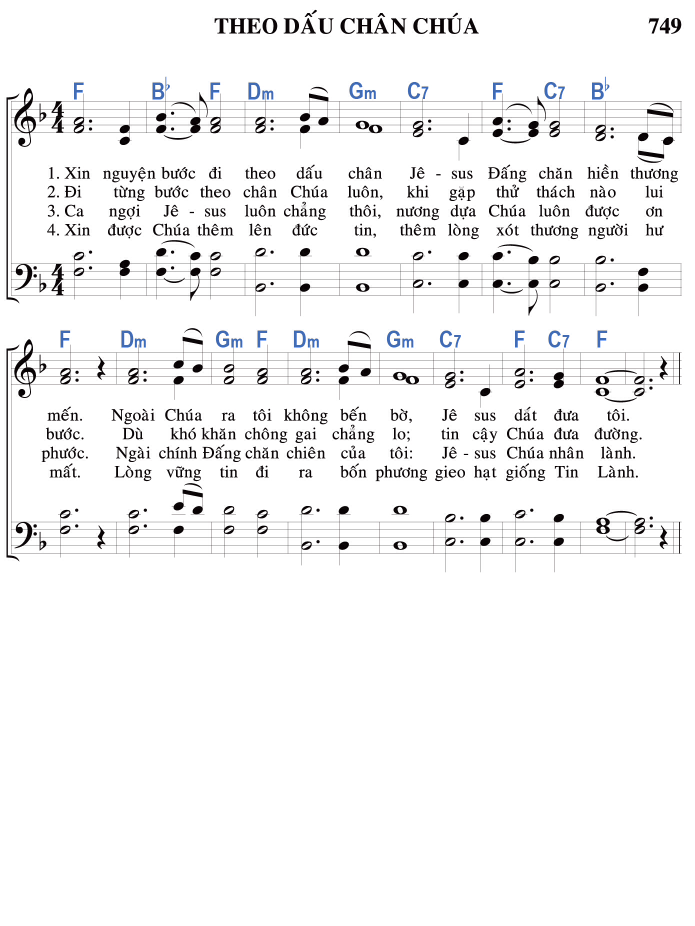 THEO DẤU CHÂN CHÚA 749
F B♭ F Dm Gm C7 F C7 B♭
1. Xin nguyện bước đi theo dấu chân Jê - sus Đấng chăn hiền thương
2. Đi từng bước theo chân Chúa luôn, khi gặp thử thách nào lui
3. Ca ngợi Jê - sus luôn chẳng thôi, nương dựa Chúa luôn được ơn
4. Xin được Chúa thêm lên đức tin, thêm lòng xót thương người hư
F Dm Gm F Dm Gm C7 F C7 F
mến. Ngoài Chúa ra tôi không bến bờ, Jê sus dắt đưa tôi.
bước. Dù khó khăn chông gai chẳng lo; tin cậy Chúa đưa đường.
phước. Ngài chính Đấng chăn chiên của tôi: Jê - sus Chúa nhân lành.
mất. Lòng vững tin đi ra bốn phương gieo hạt giống Tin Lành.